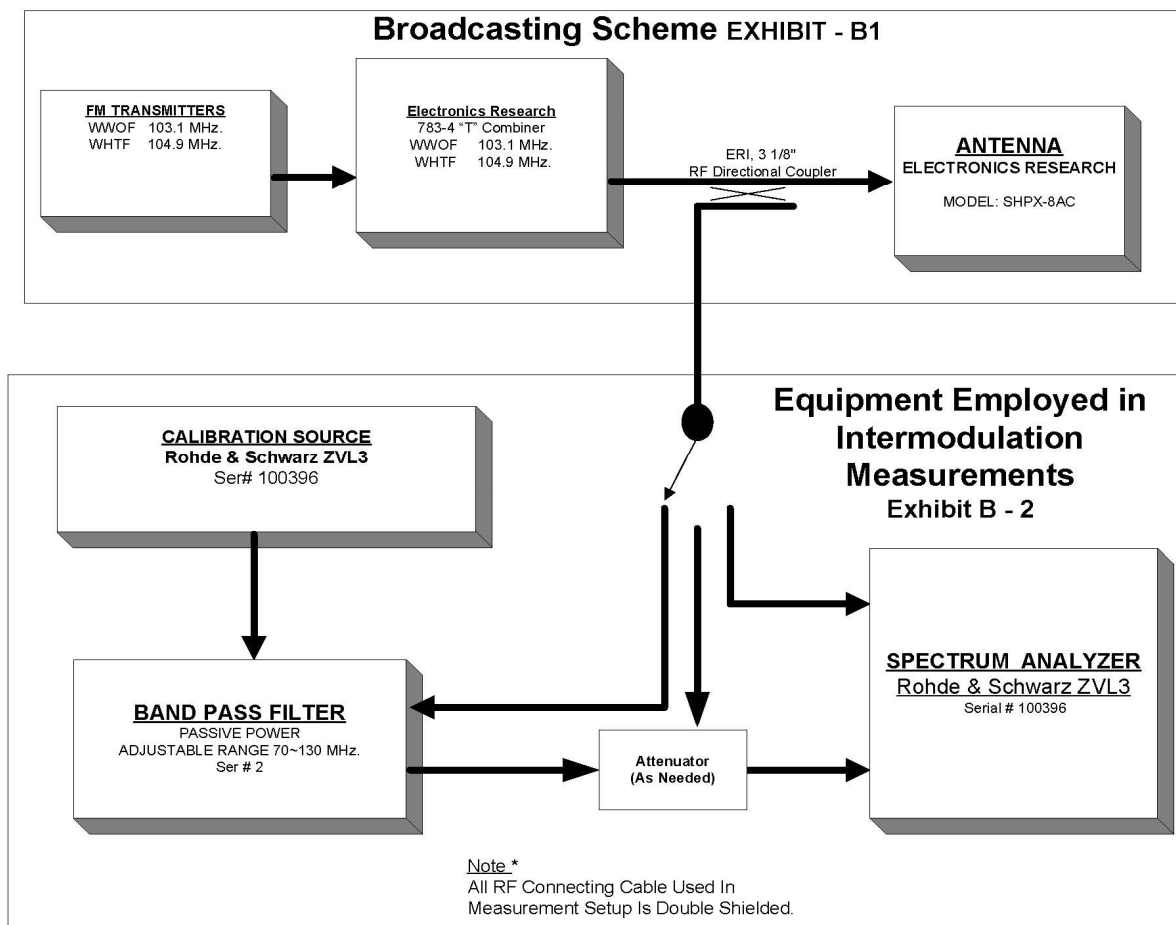 Broadcasting Scheme EXHIBIT - B1
FM TRANSMITTERS
WWOF 103.1 MHz.
WHTF 104.9 MHz.
Electronics Research
783-4 "T" Combiner
WWOF 103.1 MHz.
WHTF 104.9 MHz.
ERI, 3 1/8"
RF Directional Coupler
ANTENNA
ELECTRONICS RESEARCH
MODEL: SHPX-8AC
Equipment Employed in
Intermodulation
Measurements
Exhibit B - 2
CALIBRATION SOURCE
Rohde & Schwarz ZVL3
Ser# 100396
BAND PASS FILTER
PASSIVE POWER
ADJUSTABLE RANGE 70~130 MHz.
Ser # 2
Attenuator
(As Needed)
SPECTRUM ANALYZER
Rohde & Schwarz ZVL3
Serial # 100396
Note *
All RF Connecting Cable Used In
Measurement Setup Is Double Shielded.